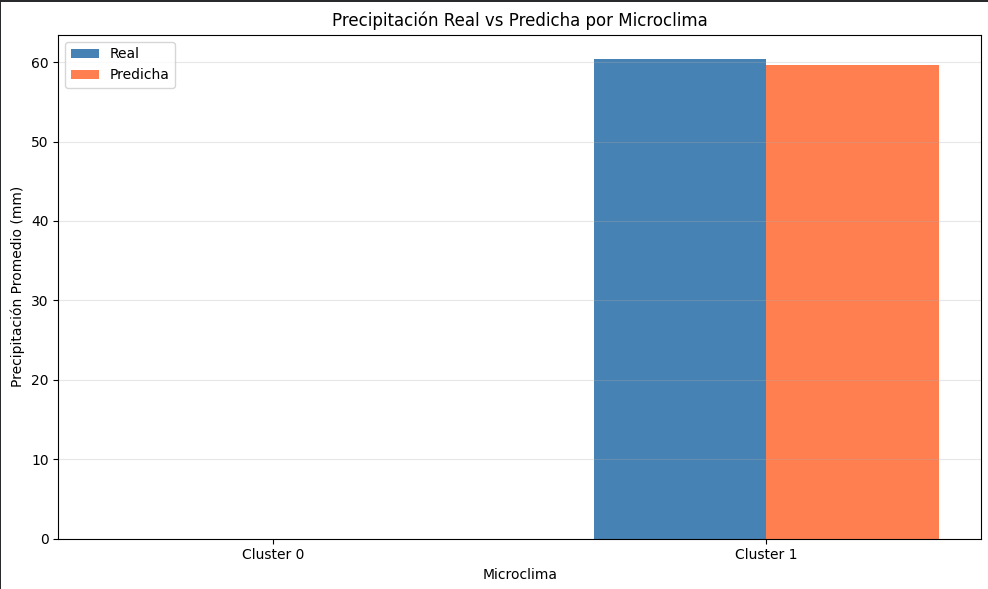 Precipitación Real vs Predicha por Microclima
Real
Predicha
Precipitación Promedio (mm)
60
50
40
30
20
10
0
Cluster 0
Cluster 1
Microclima